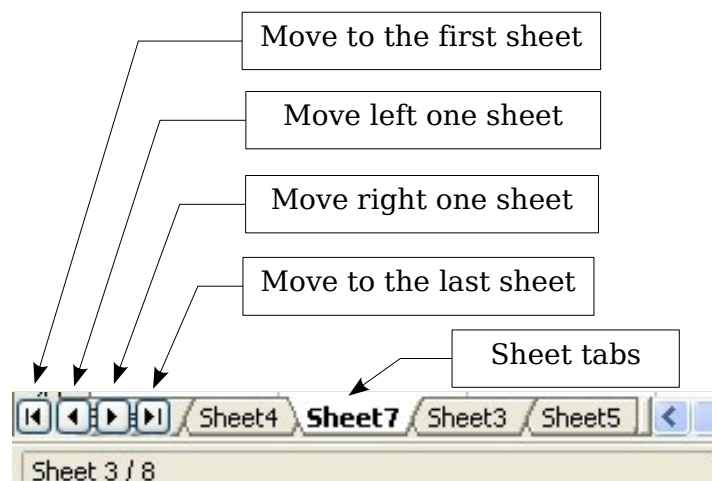 Move to the first sheet
Move left one sheet
Move right one sheet
Move to the last sheet
Sheet tabs
Sheet4 Sheet7 Sheet3 Sheet5
Sheet 3 / 8